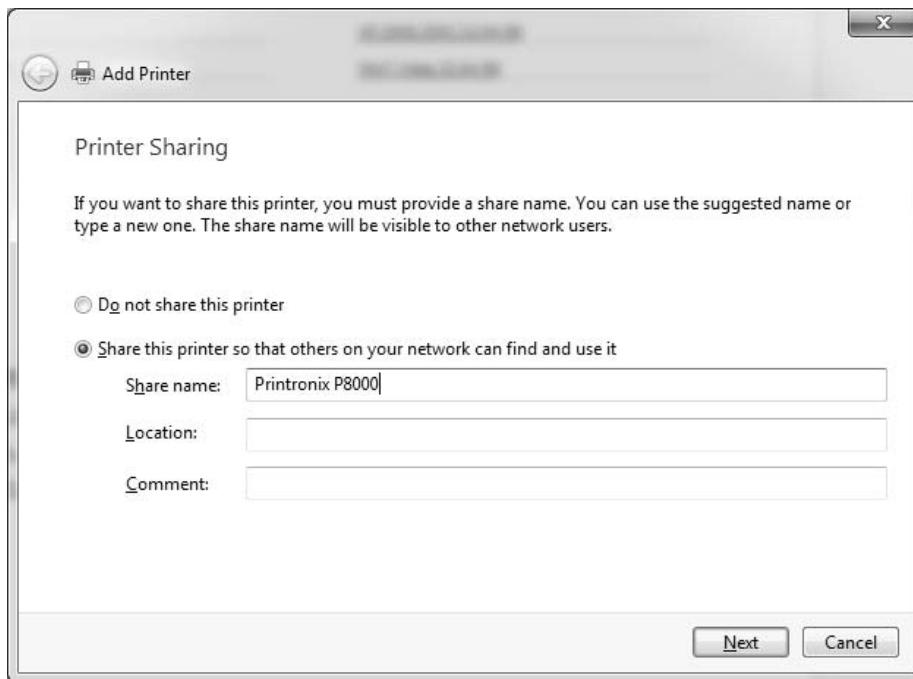 Add Printer
Printer Sharing
If you want to share this printer, you must provide a share name. You can use the suggested name or
type a new one. The share name will be visible to other network users.
Do not share this printer
Share this printer so that others on your network can find and use it
Share name: Printronix P8000
Location:
Comment:
Next Cancel